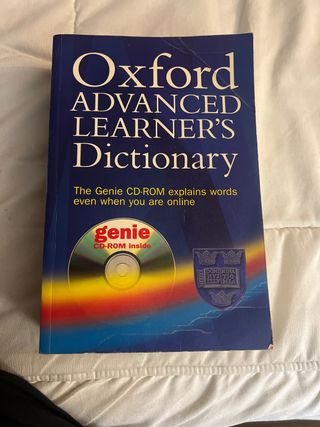 Oxford
ADVANCED
LEARNER'S
Dictionary
The Genie CD-ROM explains words
even when you are online
genie
CD-ROM inside